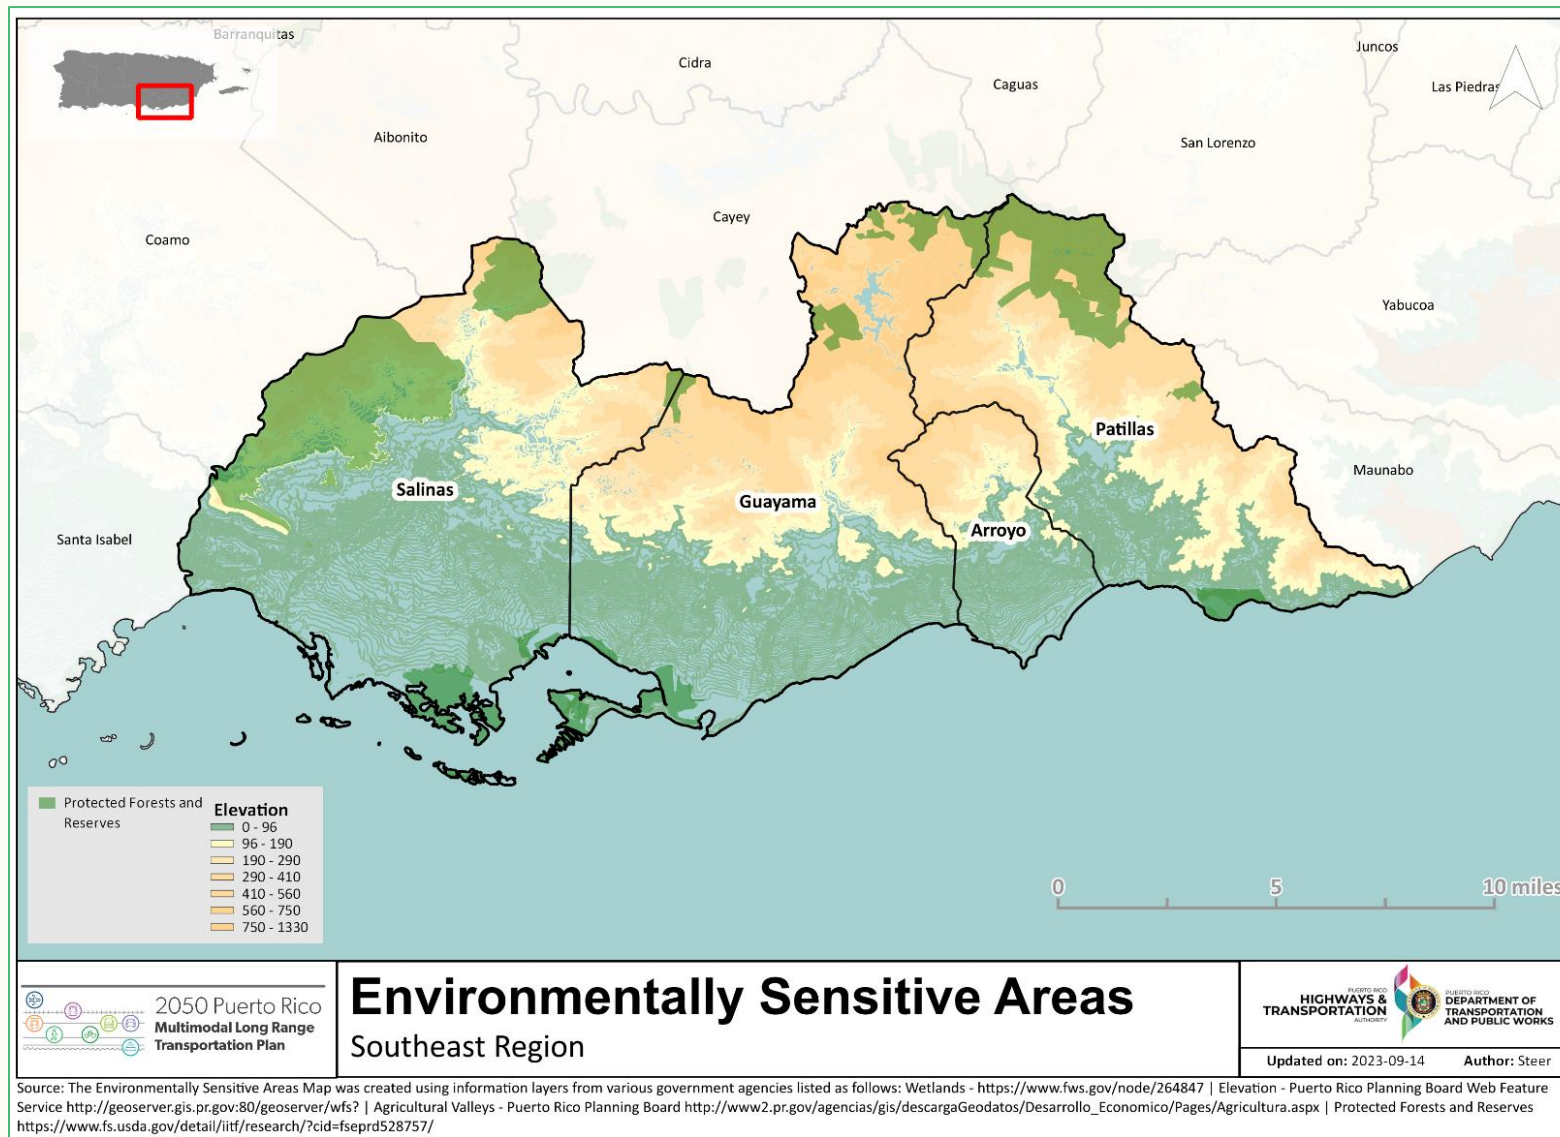 Barranquitas
Cidra
Juncos
Caguas
Las Piedras
Aibonito
San Lorenzo
Cayey
Coamo
Yabucoa
Patillas
Maunabo
Salinas
Guayama
Arroyo
Santa Isabel
Protected Forests and
Reserves
Elevation
0 - 96
96 - 190
190 - 290
290 - 410
410 - 560
560 - 750
750 - 1330
0 5 10 miles
2050 Puerto Rico
Multimodal Long Range
Transportation Plan
Environmentally Sensitive Areas
Southeast Region
PUERTO RICO
HIGHWAYS &
TRANSPORTATION
AUTHORITY
PUERTO RICO
DEPARTMENT OF
TRANSPORTATION
AND PUBLIC WORKS
Updated on: 2023-09-14 Author: Steer
Source: The Environmentally Sensitive Areas Map was created using information layers from various government agencies listed as follows: Wetlands - https://www.fws.gov/node/264847 | Elevation - Puerto Rico Planning Board Web Feature
Service http://geoserver.gis.pr.gov:80/geoserver/wfs? | Agricultural Valleys - Puerto Rico Planning Board http://www2.pr.gov/agencias/gis/descargaGeodatos/Desarrollo_Economico/Pages/Agricultura.aspx | Protected Forests and Reserves
https://www.fs.usda.gov/detail/iitf/research/?cid=fseprd528757/